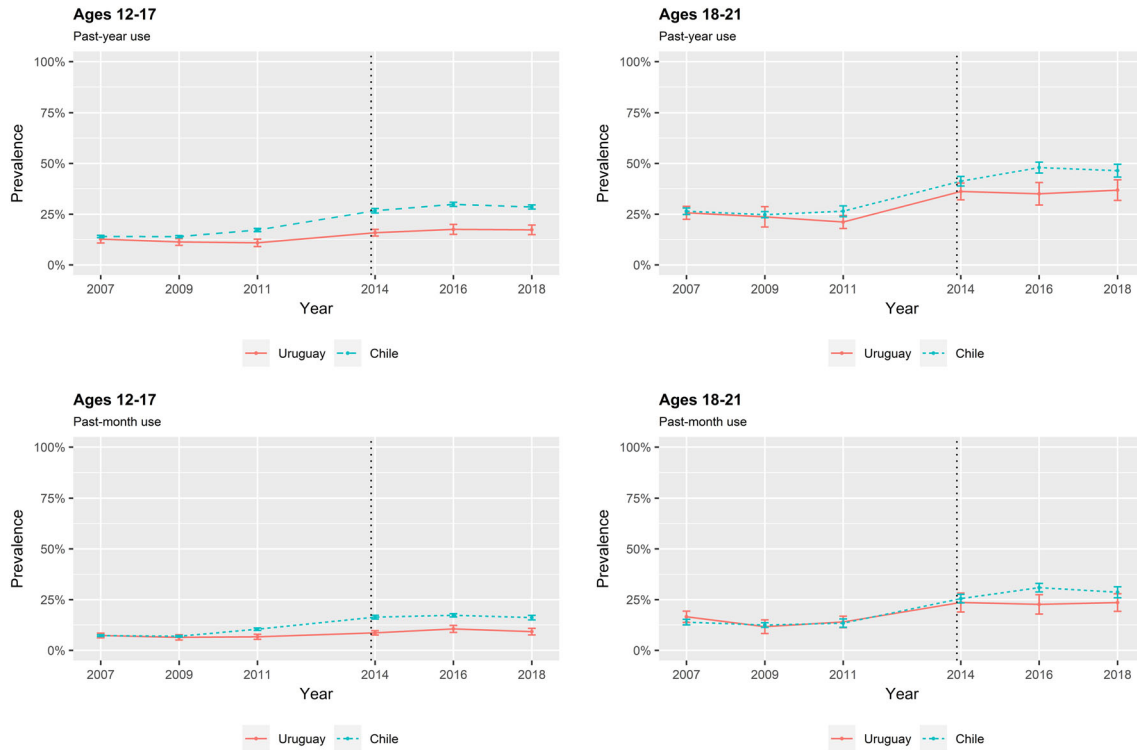 Ages 12-17
Past-year use
100%
75%
50%
25%
0%
Prevalence
2007 2009 2011 2014 2016 2018
Year
Uruguay Chile
Ages 18-21
Past-year use
100%
75%
50%
25%
0%
Prevalence
2007 2009 2011 2014 2016 2018
Year
Uruguay Chile
Ages 12-17
Past-month use
100%
75%
50%
25%
0%
Prevalence
2007 2009 2011 2014 2016 2018
Year
Uruguay Chile
Ages 18-21
Past-month use
100%
75%
50%
25%
0%
Prevalence
2007 2009 2011 2014 2016 2018
Year
Uruguay Chile